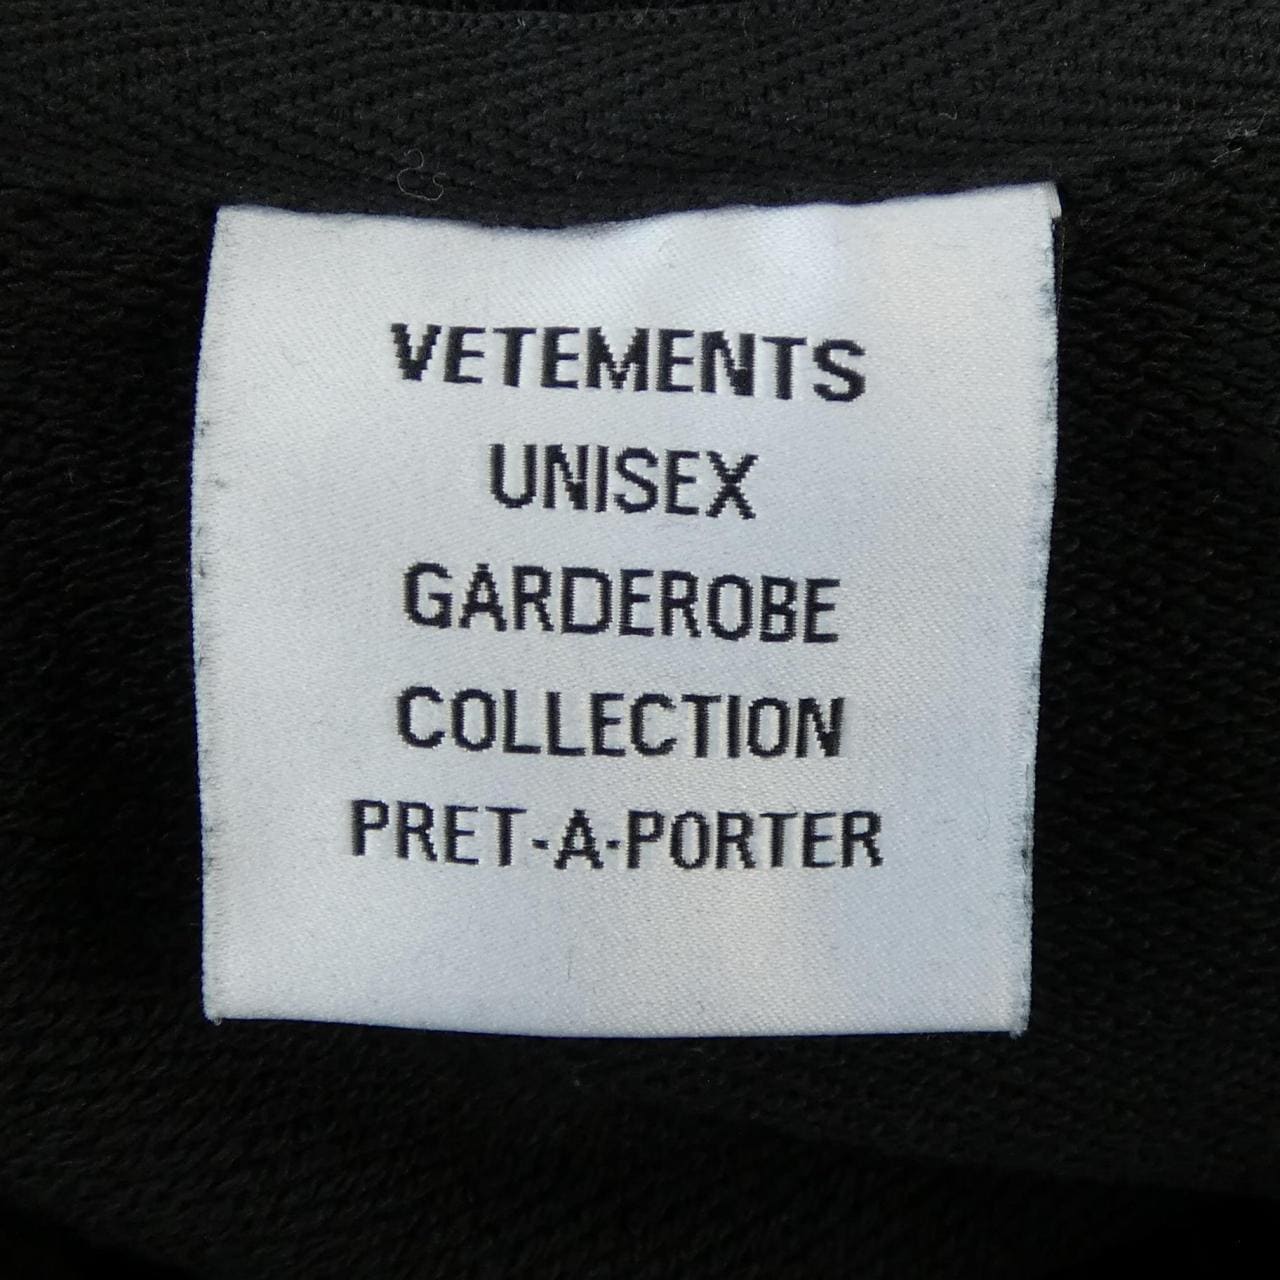 VETEMENTS
UNISEX
GARDEROBE
COLLECTION
PRET-A-PORTER